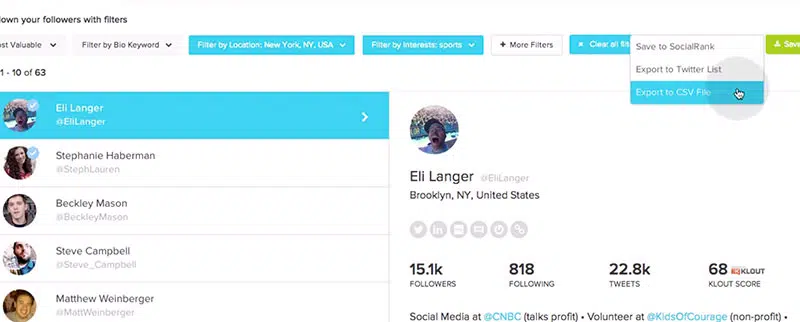 down your followers with filters
ost Valuable
Filter by Bio Keyword
Filter by Location: New York, NY, USA
Filter by Interests: sports
+ More Filters
× Clear all filt
Save
Save to SocialRank
Export to Twitter List
Export to CSV File
1 - 10 of 63
Eli Langer
@EliLanger
Stephanie Haberman
@StephLauren
Beckley Mason
@BeckleyMason
Steve Campbell
@Steve_Campbell
Matthew Weinberger
@MattWeinberger
Eli Langer @EliLanger
Brooklyn, NY, United States
15.1k 818 22.8k 68 KLOUT
FOLLOWERS FOLLOWING TWEETS KLOUT SCORE
Social Media at @CNBC (talks profit) • Volunteer at @KidsOfCourage (non-profit) •